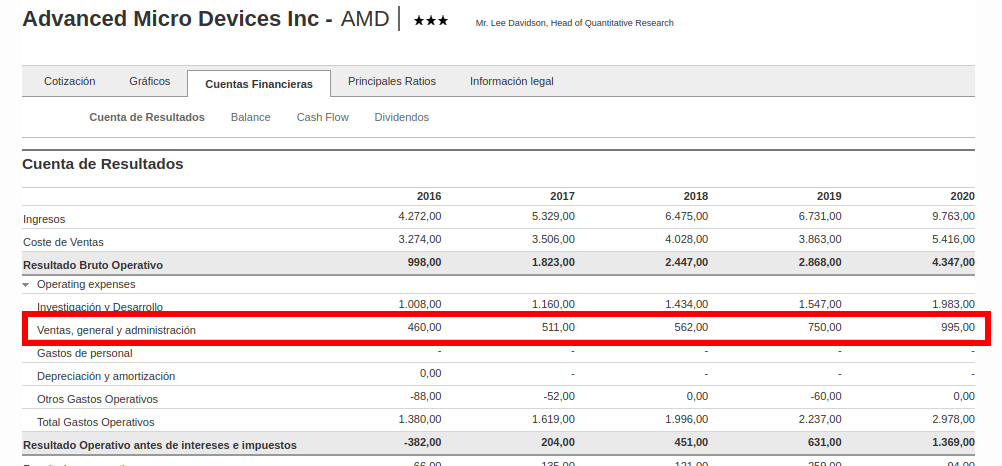 Advanced Micro Devices Inc - AMD | ★★★ Mr. Lee Davidson, Head of Quantitative Research
Cotización Gráficos Cuentas Financieras Principales Ratios Información legal
Cuenta de Resultados Balance Cash Flow Dividendos
Cuenta de Resultados
2016 2017 2018 2019 2020
Ingresos 4.272,00 5.329,00 6.475,00 6.731,00 9.763,00
Coste de Ventas 3.274,00 3.506,00 4.028,00 3.863,00 5.416,00
Resultado Bruto Operativo 998,00 1.823,00 2.447,00 2.868,00 4.347,00
Operating expenses
Investigación y Desarrollo 1.008,00 1.160,00 1.434,00 1.547,00 1.983,00
Ventas, general y administración 460,00 511,00 562,00 750,00 995,00
Gastos de personal - - - - -
Depreciación y amortización 0,00 - - - -
Otros Gastos Operativos -88,00 -52,00 0,00 -60,00 0,00
Total Gastos Operativos 1.380,00 1.619,00 1.996,00 2.237,00 2.978,00
Resultado Operativo antes de intereses e impuestos -382,00 204,00 451,00 631,00 1.369,00